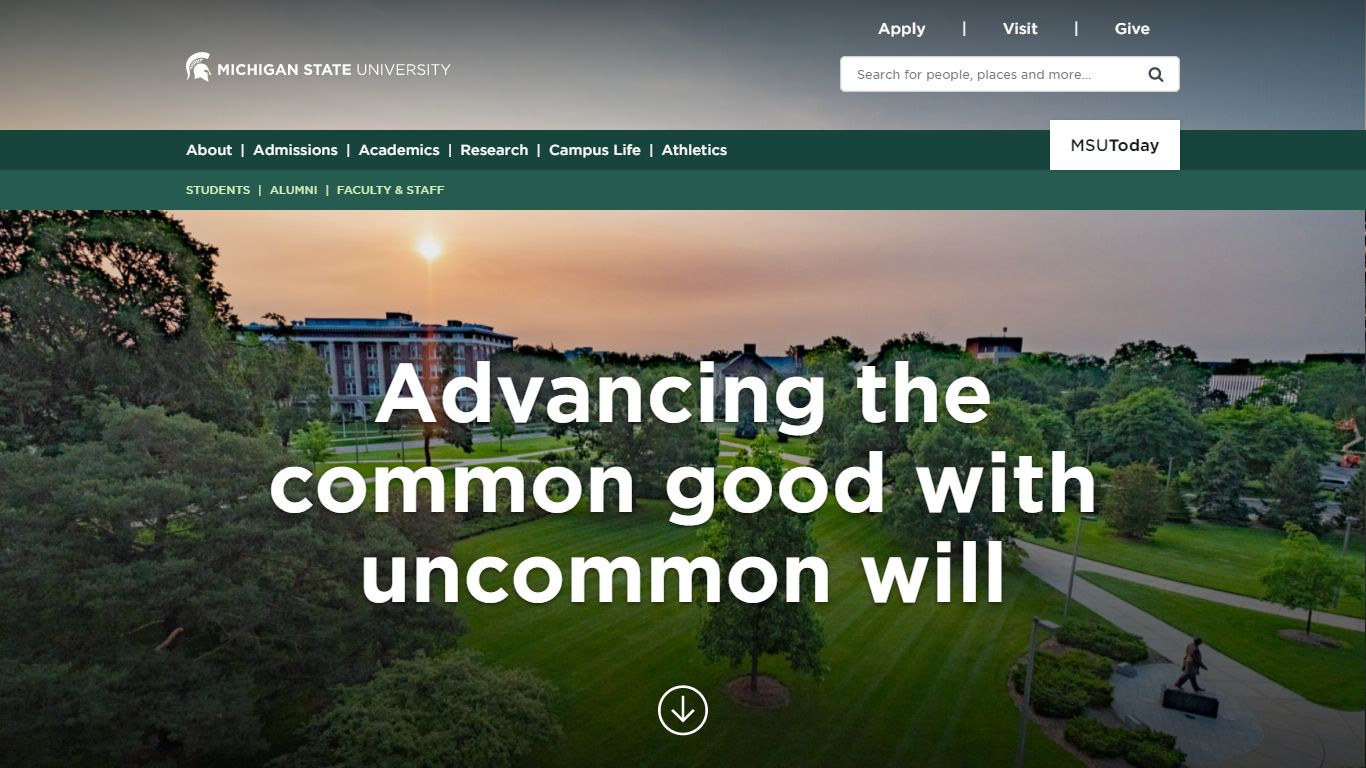 Apply | Visit | Give
MICHIGAN STATE UNIVERSITY
Search for people, places and more...
About | Admissions | Academics | Research | Campus Life | Athletics
MSUToday
STUDENTS | ALUMNI | FACULTY & STAFF
Advancing the
common good with
uncommon will